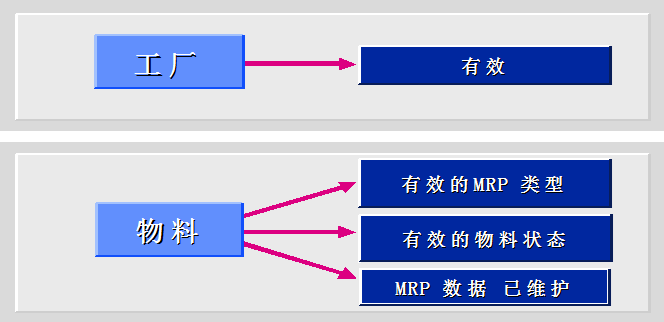 工厂
有效
物料
有效的MRP 类型
有效的物料状态
MRP 数据 已维护